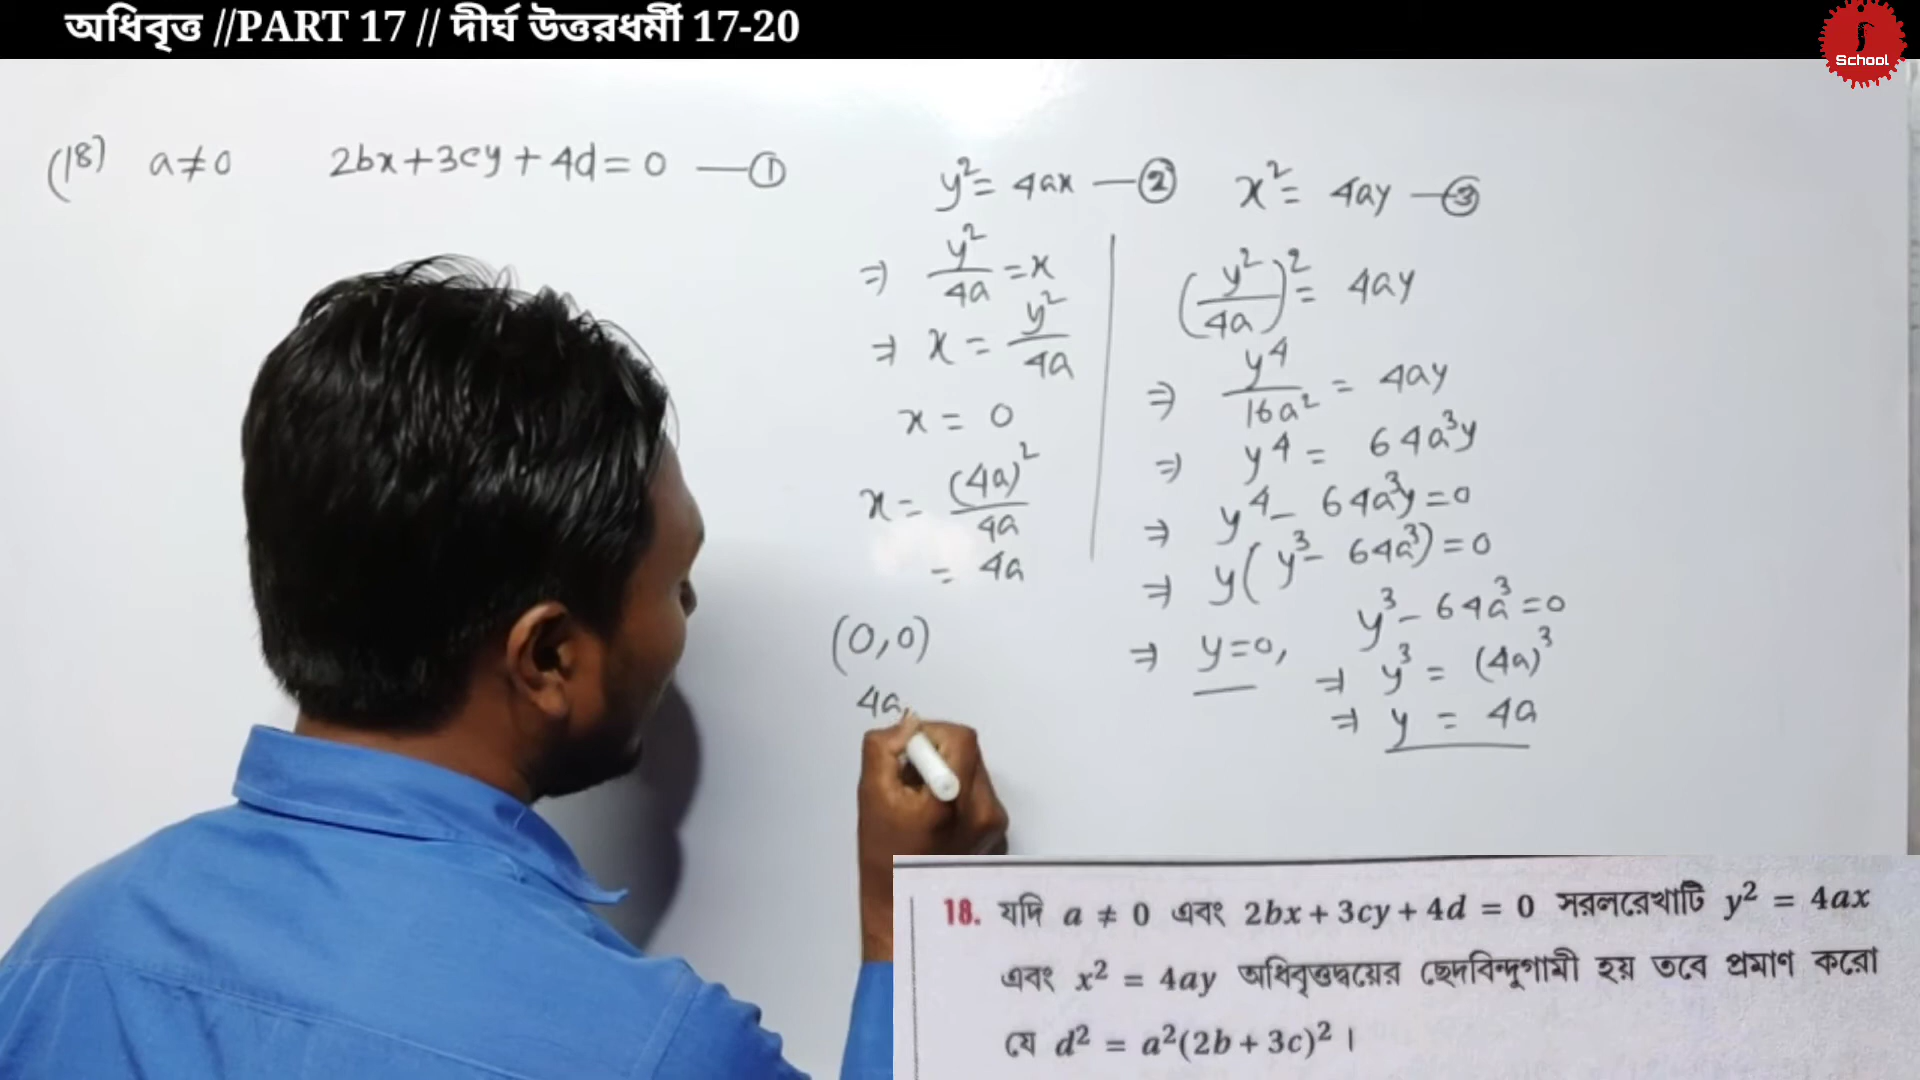 অধিবৃত্ত //PART 17 // দীর্ঘ উত্তরধর্মী 17-20
School
(18) a≠0 2bx+3cy+4d=0 —①
y²= 4ax —②
⇒ y²/4a =x
⇒ x = y²/4a
x = 0
x = (4a)²/4a
= 4a
(0,0)
4a,
x²= 4ay —③
(y²/4a)²= 4ay
⇒ y⁴/16a² = 4ay
⇒ y⁴ = 64a³y
⇒ y⁴- 64a³y=0
⇒ y(y³- 64a³)=0
⇒ y=0, y³- 64a³=0
⇒ y³ = (4a)³
⇒ y = 4a
18. যদি a ≠ 0 এবং 2bx + 3cy + 4d = 0 সরলরেখাটি y² = 4ax
এবং x² = 4ay অধিবৃত্তদ্বয়ের ছেদবিন্দুগামী হয় তবে প্রমাণ করো
যে d² = a²(2b + 3c)² ।